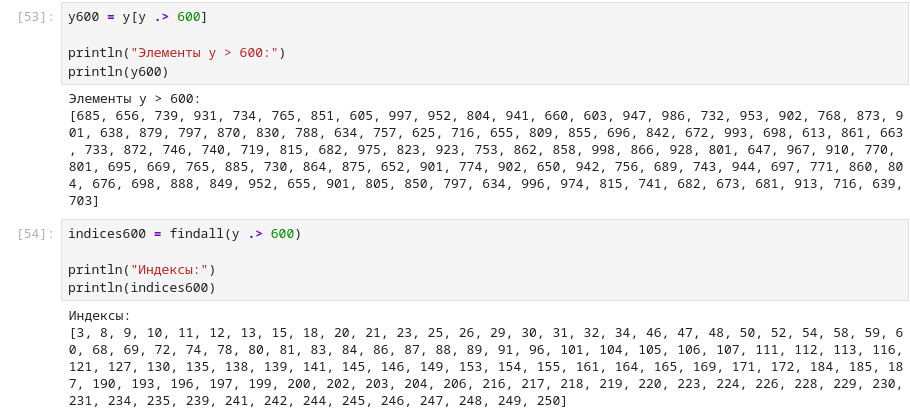 [53]: y600 = y[y .> 600]
println("Элементы y > 600:")
println(y600)
Элементы y > 600:
[685, 656, 739, 931, 734, 765, 851, 605, 997, 952, 804, 941, 660, 603, 947, 986, 732, 953, 902, 768, 873, 9
01, 638, 879, 797, 870, 830, 788, 634, 757, 625, 716, 655, 809, 855, 696, 842, 672, 993, 698, 613, 861, 663
, 733, 872, 746, 740, 719, 815, 682, 975, 823, 923, 753, 862, 858, 998, 866, 928, 801, 647, 967, 910, 770,
801, 695, 669, 765, 885, 730, 864, 875, 652, 901, 774, 902, 650, 942, 756, 689, 743, 944, 697, 771, 860, 80
4, 676, 698, 888, 849, 952, 655, 901, 805, 850, 797, 634, 996, 974, 815, 741, 682, 673, 681, 913, 716, 639,
703]
[54]: indices600 = findall(y .> 600)
println("Индексы:")
println(indices600)
Индексы:
[3, 8, 9, 10, 11, 12, 13, 15, 18, 20, 21, 23, 25, 26, 29, 30, 31, 32, 34, 46, 47, 48, 50, 52, 54, 58, 59, 6
0, 68, 69, 72, 74, 78, 80, 81, 83, 84, 86, 87, 88, 89, 91, 96, 101, 104, 105, 106, 107, 111, 112, 113, 116,
121, 127, 130, 135, 138, 139, 141, 145, 146, 149, 153, 154, 155, 161, 164, 165, 169, 171, 172, 184, 185, 18
7, 190, 193, 196, 197, 199, 200, 202, 203, 204, 206, 216, 217, 218, 219, 220, 223, 224, 226, 228, 229, 230,
231, 234, 235, 239, 241, 242, 244, 245, 246, 247, 248, 249, 250]